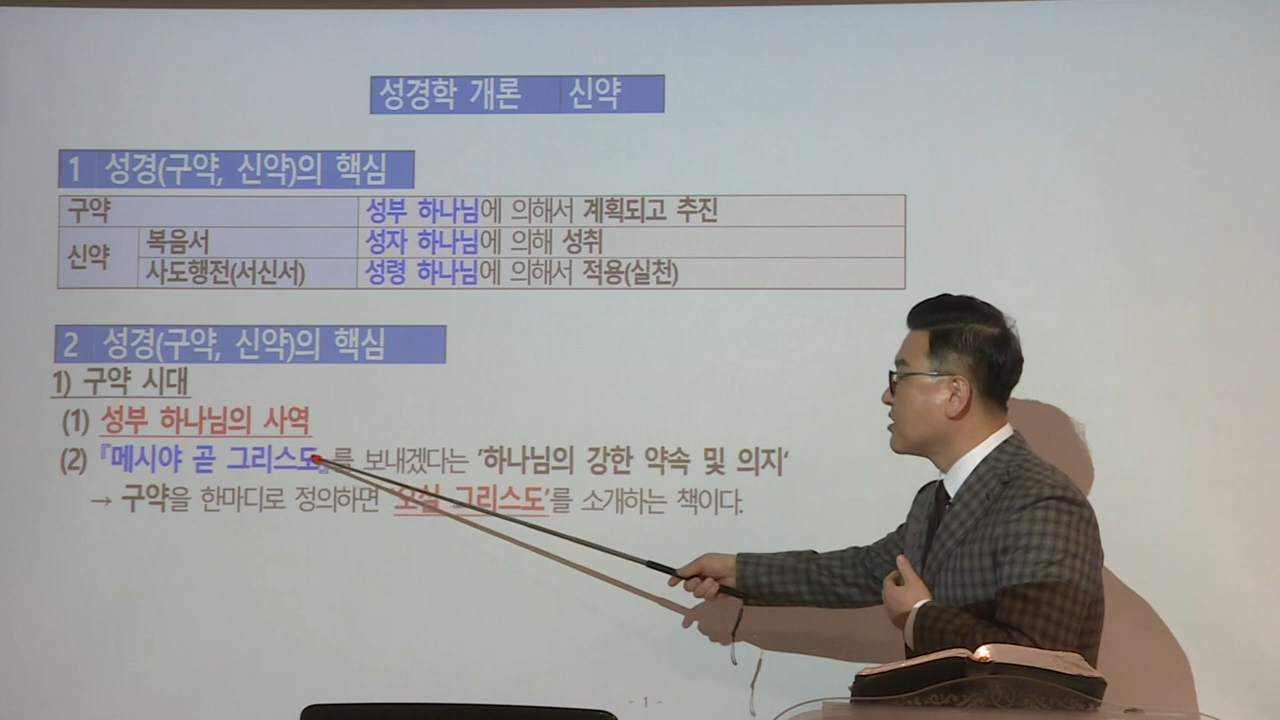 성경학 개론 신약
1 성경(구약, 신약)의 핵심
구약 성부 하나님에 의해서 계획되고 추진
신약 복음서 성자 하나님에 의해 성취
사도행전(서신서) 성령 하나님에 의해서 적용(실천)
2 성경(구약, 신약)의 핵심
1) 구약 시대
(1) 성부 하나님의 사역
(2) 『메시야 곧 그리스도』를 보내겠다는 '하나님의 강한 약속 및 의지'
→ 구약을 한마디로 정의하면 '오실 그리스도'를 소개하는 책이다.
- 1 -